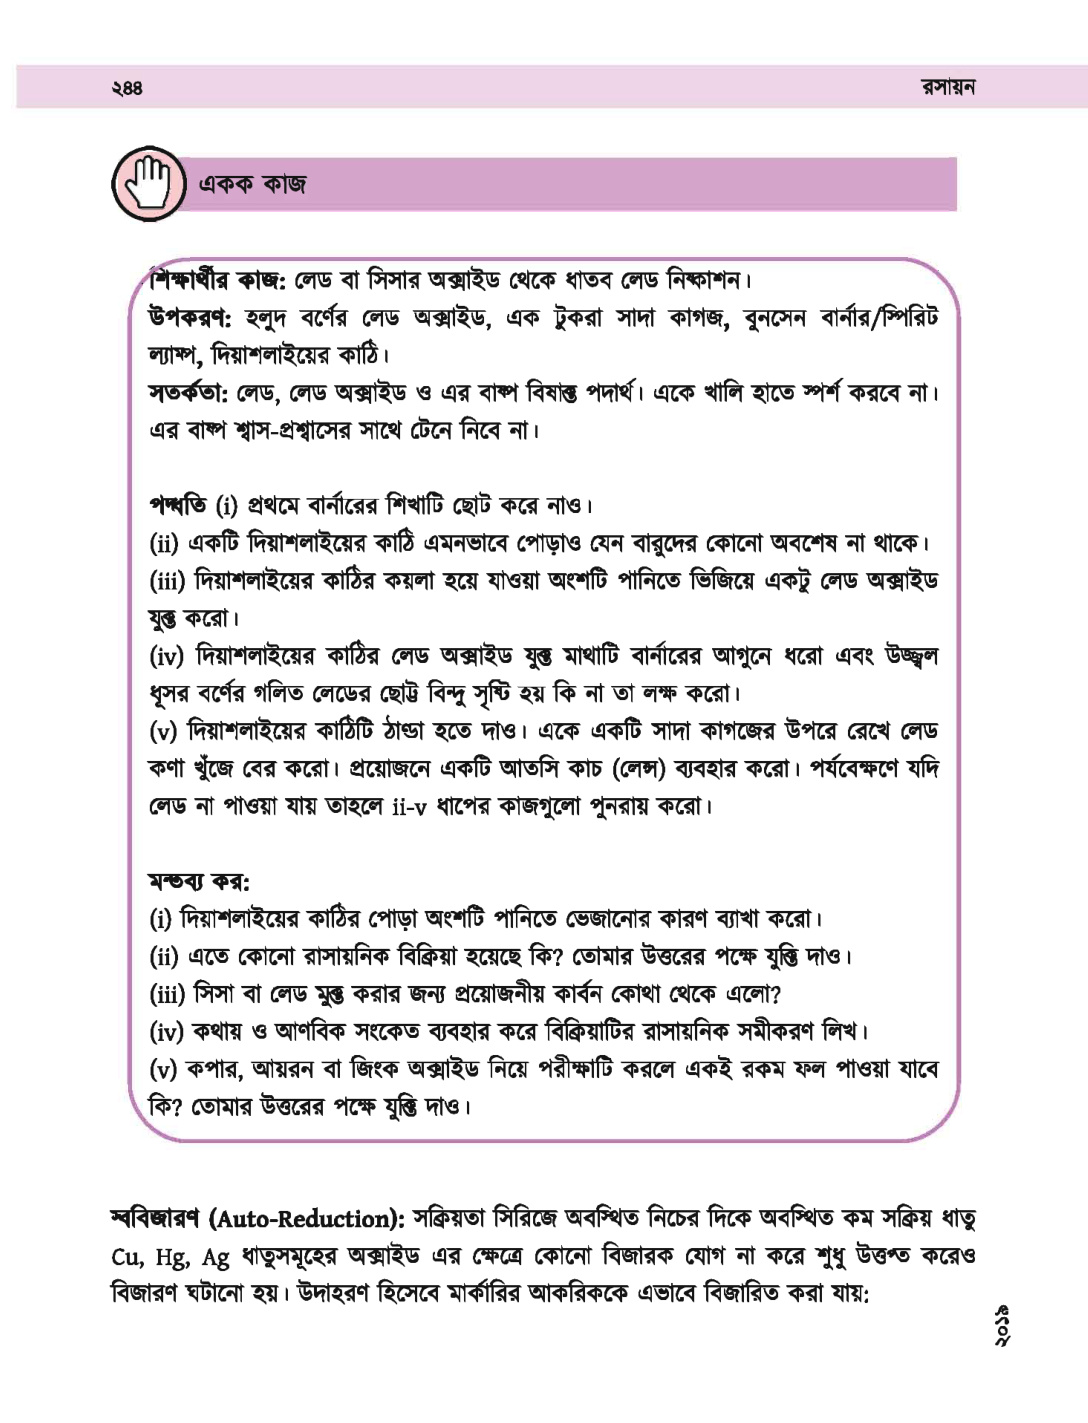 ২৪৪
রসায়ন
একক কাজ
শিক্ষার্থীর কাজ: লেড বা সিসার অক্সাইড থেকে ধাতব লেড নিষ্কাশন।
উপকরণ: হলুদ বর্ণের লেড অক্সাইড, এক টুকরা সাদা কাগজ, বুনসেন বার্নার/স্পিরিট
ল্যাম্প, দিয়াশলাইয়ের কাঠি।
সতর্কতা: লেড, লেড অক্সাইড ও এর বাষ্প বিষাক্ত পদার্থ। একে খালি হাতে স্পর্শ করবে না।
এর বাষ্প শ্বাস-প্রশ্বাসের সাথে টেনে নিবে না।
পদ্ধতি (i) প্রথমে বার্নারের শিখাটি ছোট করে নাও।
(ii) একটি দিয়াশলাইয়ের কাঠি এমনভাবে পোড়াও যেন বারুদের কোনো অবশেষ না থাকে।
(iii) দিয়াশলাইয়ের কাঠির কয়লা হয়ে যাওয়া অংশটি পানিতে ভিজিয়ে একটু লেড অক্সাইড
যুক্ত করো।
(iv) দিয়াশলাইয়ের কাঠির লেড অক্সাইড যুক্ত মাথাটি বার্নারের আগুনে ধরো এবং উজ্জ্বল
ধূসর বর্ণের গলিত লেডের ছোট্ট বিন্দু সৃষ্টি হয় কি না তা লক্ষ করো।
(v) দিয়াশলাইয়ের কাঠিটি ঠাণ্ডা হতে দাও। একে একটি সাদা কাগজের উপরে রেখে লেড
কণা খুঁজে বের করো। প্রয়োজনে একটি আতসি কাচ (লেন্স) ব্যবহার করো। পর্যবেক্ষণে যদি
লেড না পাওয়া যায় তাহলে ii-v ধাপের কাজগুলো পুনরায় করো।
মন্তব্য কর:
(i) দিয়াশলাইয়ের কাঠির পোড়া অংশটি পানিতে ভেজানোর কারণ ব্যাখা করো।
(ii) এতে কোনো রাসায়নিক বিক্রিয়া হয়েছে কি? তোমার উত্তরের পক্ষে যুক্তি দাও।
(iii) সিসা বা লেড মুক্ত করার জন্য প্রয়োজনীয় কার্বন কোথা থেকে এলো?
(iv) কথায় ও আণবিক সংকেত ব্যবহার করে বিক্রিয়াটির রাসায়নিক সমীকরণ লিখ।
(v) কপার, আয়রন বা জিংক অক্সাইড নিয়ে পরীক্ষাটি করলে একই রকম ফল পাওয়া যাবে
কি? তোমার উত্তরের পক্ষে যুক্তি দাও।
স্ববিজারণ (Auto-Reduction): সক্রিয়তা সিরিজে অবস্থিত নিচের দিকে অবস্থিত কম সক্রিয় ধাতু
Cu, Hg, Ag ধাতুসমূহের অক্সাইড এর ক্ষেত্রে কোনো বিজারক যোগ না করে শুধু উত্তপ্ত করেও
বিজারণ ঘটানো হয়। উদাহরণ হিসেবে মার্কারির আকরিককে এভাবে বিজারিত করা যায়:
২০১৯